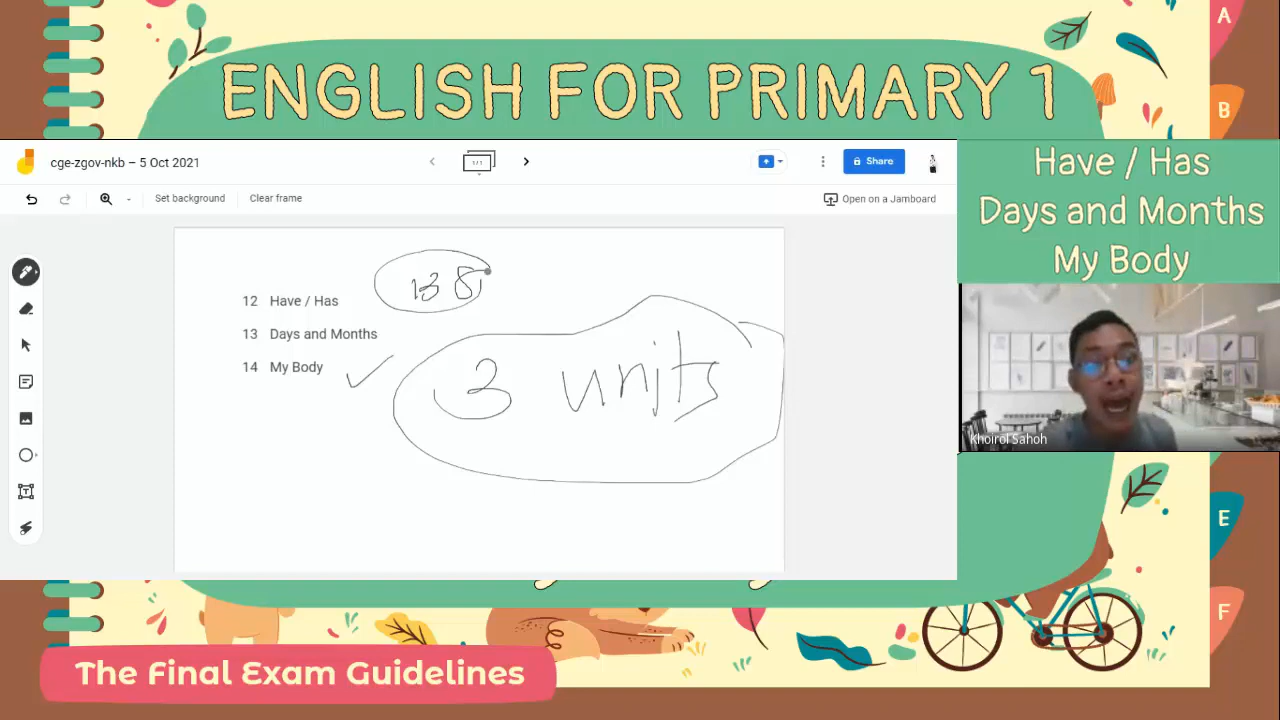 ENGLISH FOR PRIMARY 1
A
B
cge-zgov-nkb – 5 Oct 2021
1/1
Share
Set background
Clear frame
Open on a Jamboard
Have / Has
Days and Months
My Body
12 Have / Has
13 Days and Months
14 My Body
3 units
Khoirol Sahoh
E
F
The Final Exam Guidelines